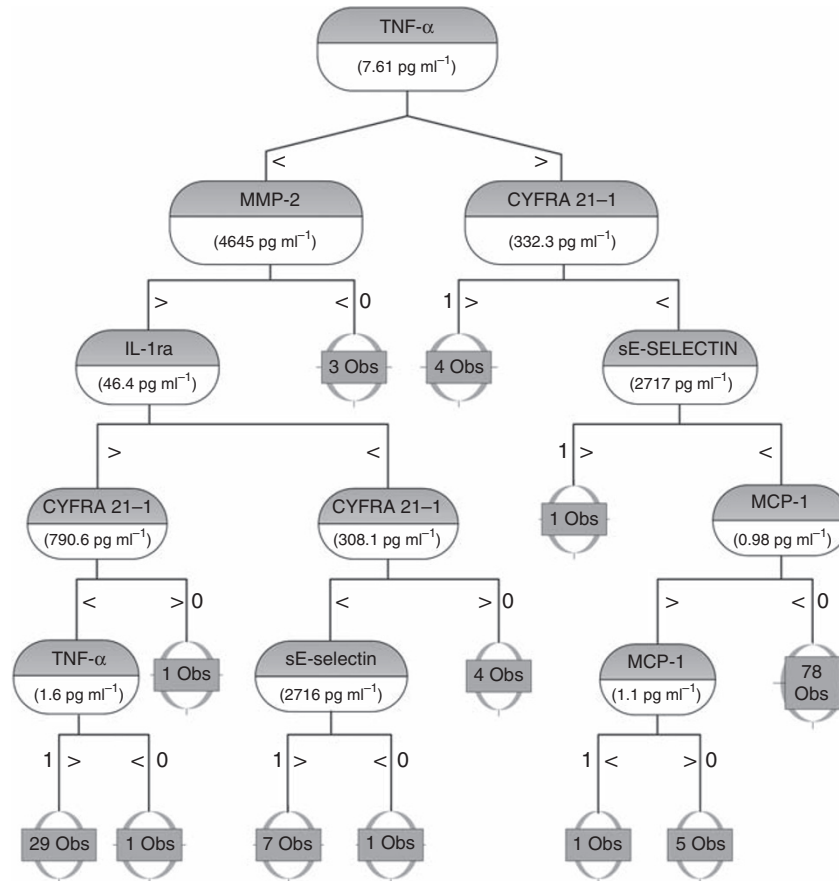 TNF-α
(7.61 pg ml⁻¹)
< >
MMP-2 CYFRA 21–1
(4645 pg ml⁻¹) (332.3 pg ml⁻¹)
> < 0 1 > <
IL-1ra 3 Obs 4 Obs sE-SELECTIN
(46.4 pg ml⁻¹) (2717 pg ml⁻¹)
> < 1 > <
CYFRA 21–1 CYFRA 21–1 1 Obs MCP-1
(790.6 pg ml⁻¹) (308.1 pg ml⁻¹) (0.98 pg ml⁻¹)
< > 0 < > 0 > < 0
TNF-α 1 Obs sE-selectin 4 Obs MCP-1 78
(1.6 pg ml⁻¹) (2716 pg ml⁻¹) (1.1 pg ml⁻¹) Obs
1 > < 0 1 > < 0 1 < > 0
29 Obs 1 Obs 7 Obs 1 Obs 1 Obs 5 Obs